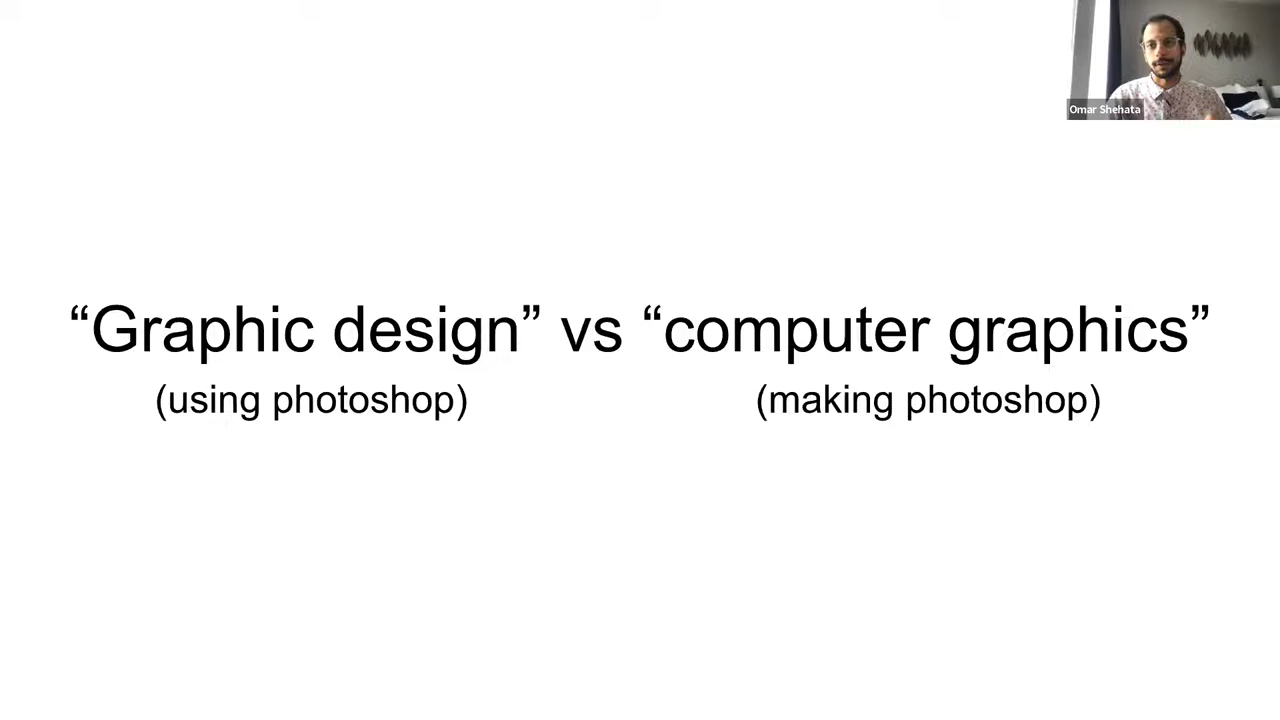 Omar Shehata
“Graphic design” vs “computer graphics”
(using photoshop) (making photoshop)